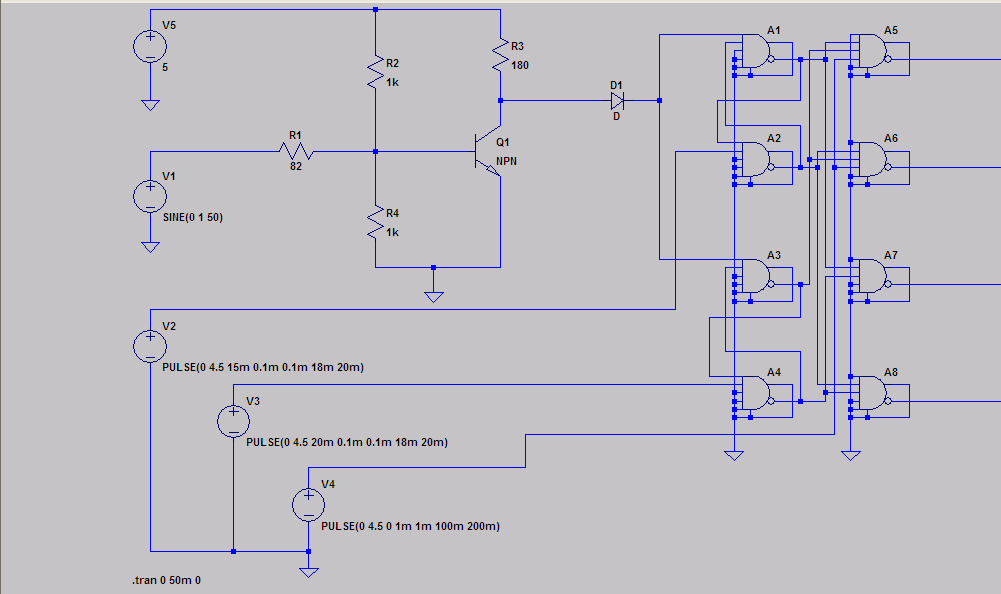 V5
5
R2
1k
R3
180
D1
D
A1
A5
R1
82
Q1
NPN
A2
A6
V1
SINE(0 1 50)
R4
1k
A3
A7
V2
PULSE(0 4.5 15m 0.1m 0.1m 18m 20m)
A4
A8
V3
PULSE(0 4.5 20m 0.1m 0.1m 18m 20m)
V4
PULSE(0 4.5 0 1m 1m 100m 200m)
.tran 0 50m 0